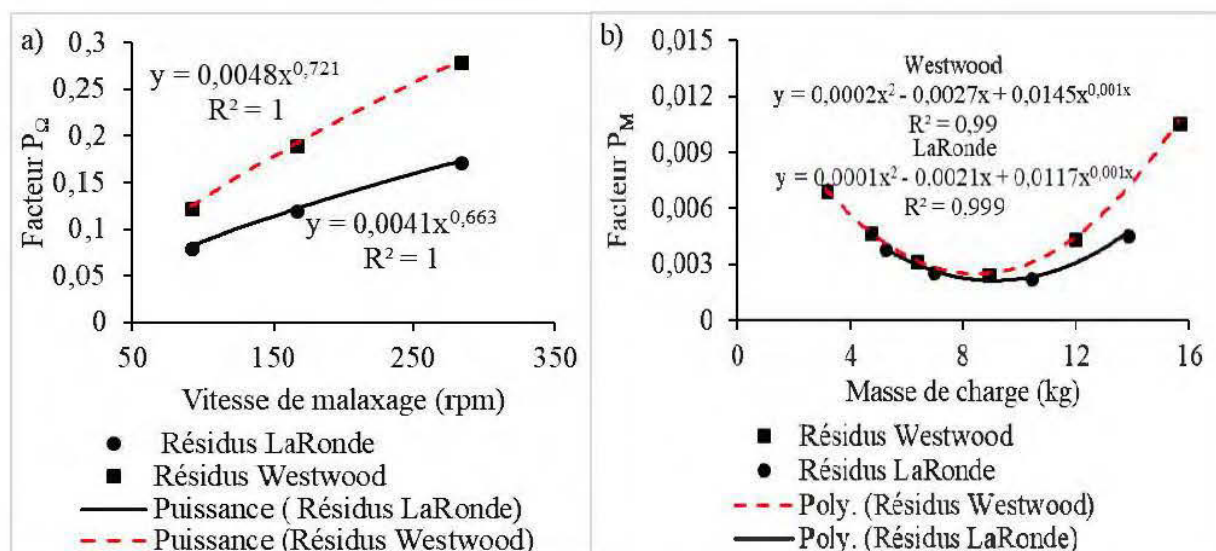 a)
0,3
0,25
0,2
0,15
0,1
0,05
0
Facteur P_Ω
y = 0,0048x^0,721
R² = 1
y = 0,0041x^0,663
R² = 1
50 150 250 350
Vitesse de malaxage (rpm)
Résidus LaRonde
Résidus Westwood
Puissance ( Résidus LaRonde)
Puissance (Résidus Westwood)
b)
0,015
0,012
0,009
0,006
0,003
0
Facteur P_M
Westwood
y = 0,0002x² - 0,0027x + 0,0145x^0,001x
R² = 0,99
LaRonde
y = 0,0001x² - 0,0021x + 0,0117x^0,001x
R² = 0,999
0 4 8 12 16
Masse de charge (kg)
Résidus Westwood
Résidus LaRonde
Poly. (Résidus Westwood)
Poly. (Résidus LaRonde)